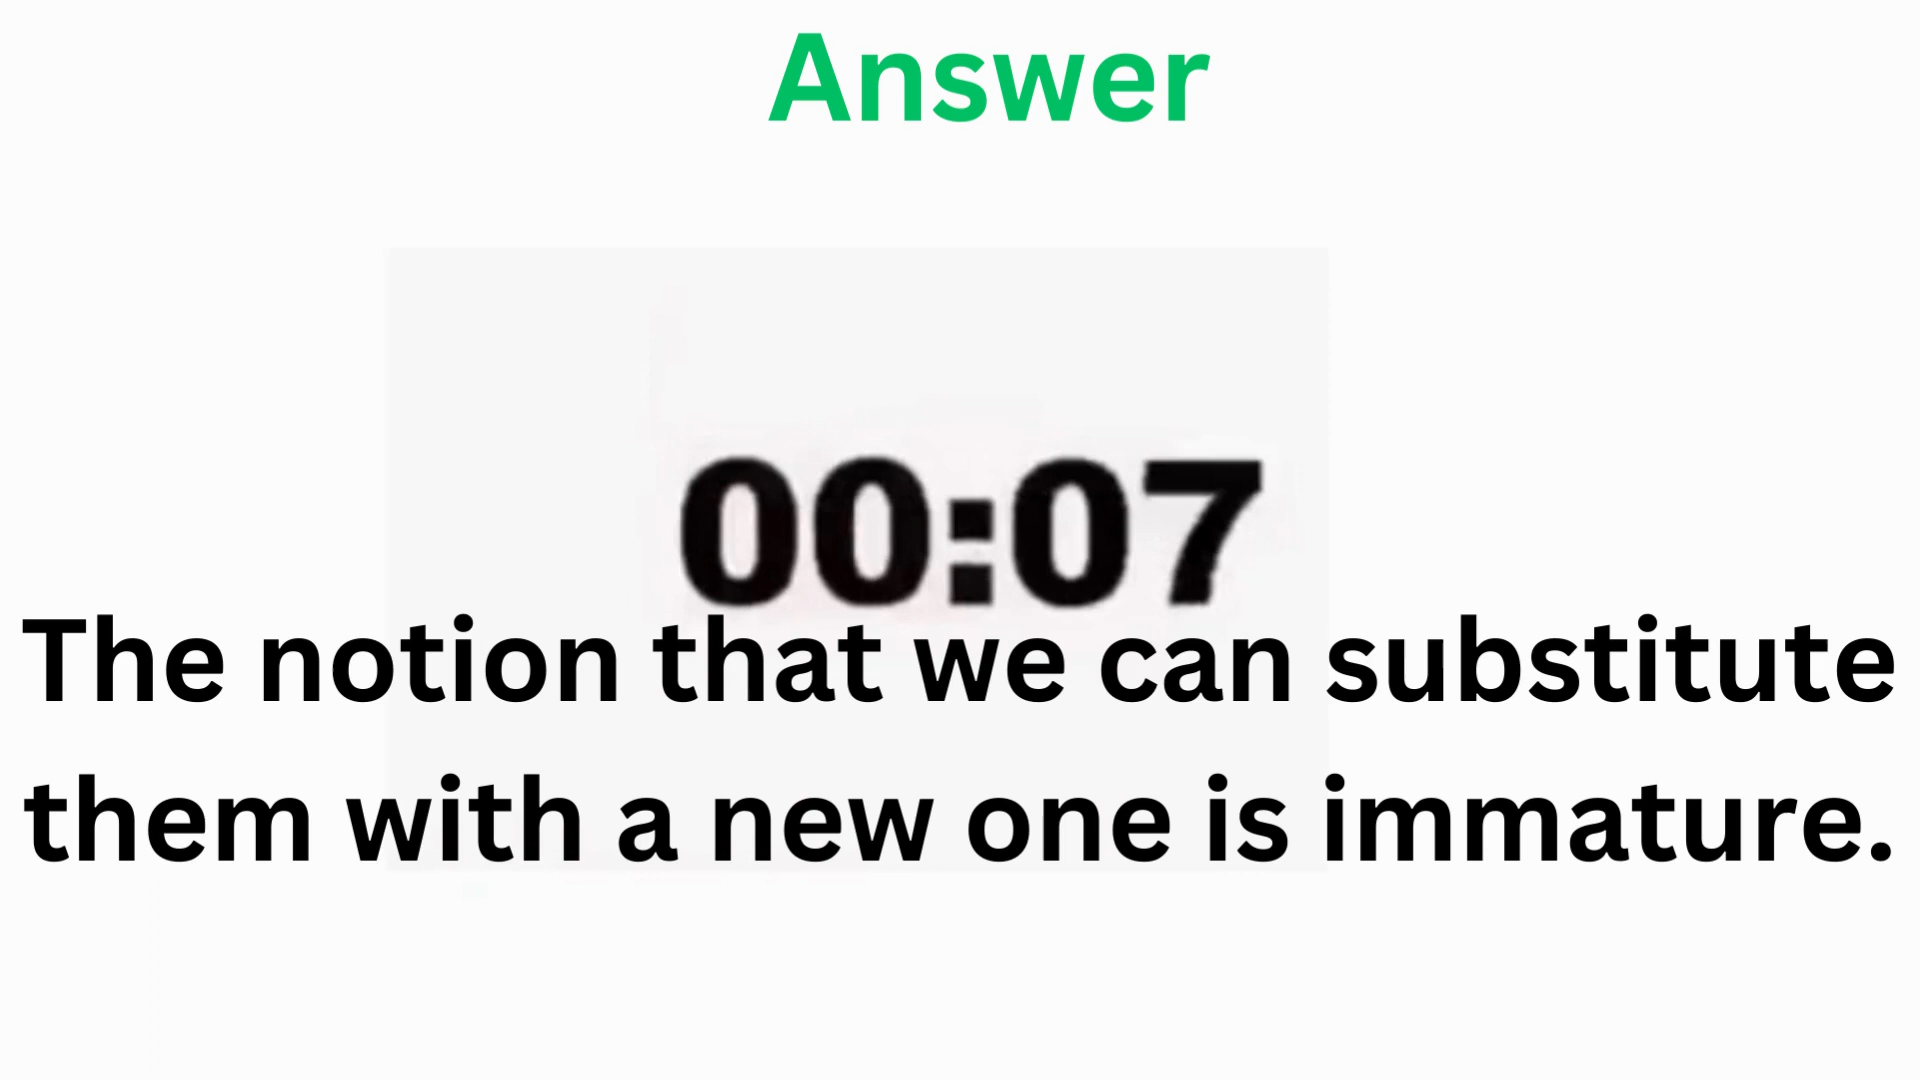 Answer
00:07
The notion that we can substitute
them with a new one is immature.